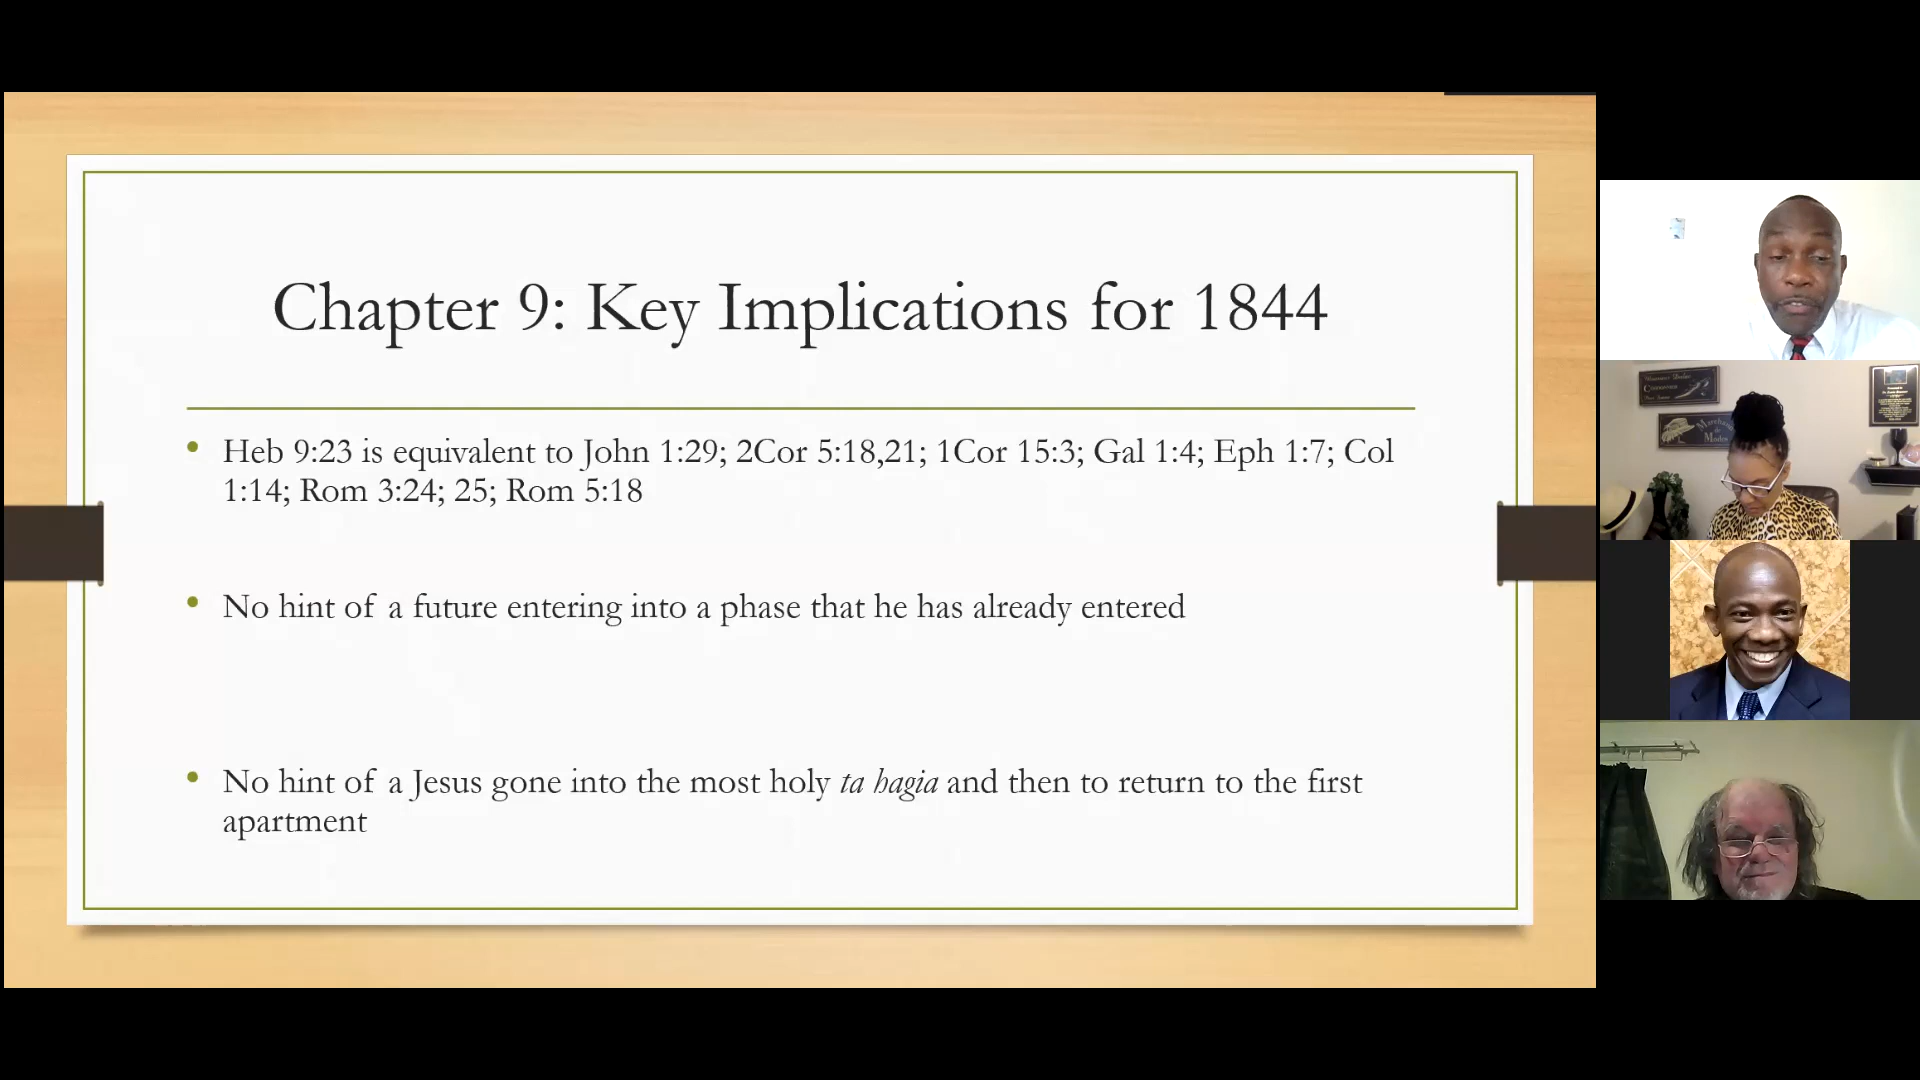 Chapter 9: Key Implications for 1844
• Heb 9:23 is equivalent to John 1:29; 2Cor 5:18,21; 1Cor 15:3; Gal 1:4; Eph 1:7; Col
1:14; Rom 3:24; 25; Rom 5:18
• No hint of a future entering into a phase that he has already entered
• No hint of a Jesus gone into the most holy ta hagia and then to return to the first
apartment